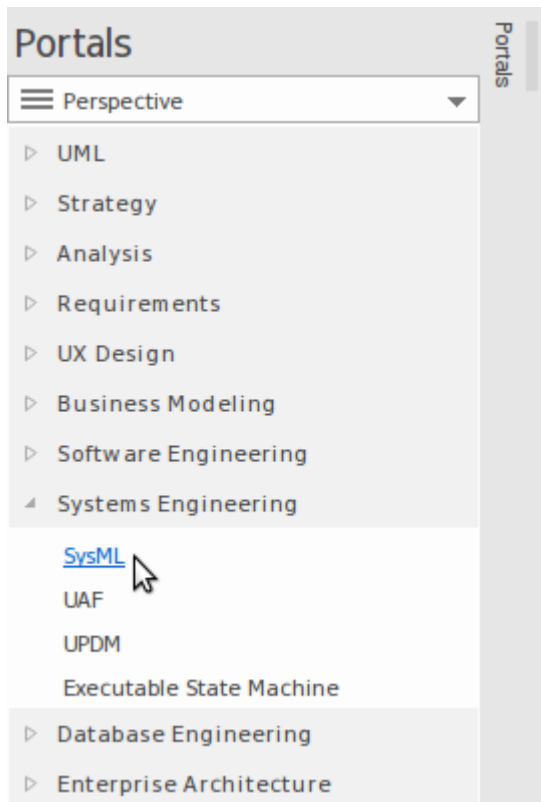 Portals
Portals
Perspective
UML
Strategy
Analysis
Requirements
UX Design
Business Modeling
Software Engineering
Systems Engineering
SysML
UAF
UPDM
Executable State Machine
Database Engineering
Enterprise Architecture